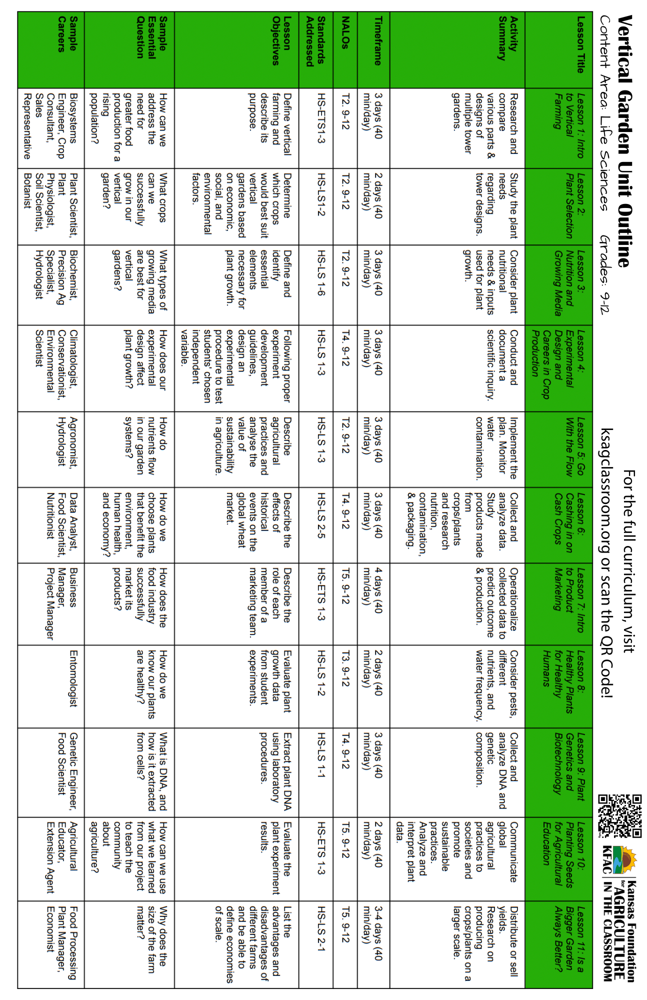 Vertical Garden Unit Outline
Content Area: Life Sciences Grades: 9-12
For the full curriculum, visit
ksagclassroom.org or scan the QR Code!
KFAC
Kansas Foundation
for AGRICULTURE
IN THE CLASSROOM
Lesson Title
Lesson 1: Intro
to Vertical
Farming
Lesson 2:
Plant Selection
Lesson 3:
Nutrition and
Growing Media
Lesson 4:
Experimental
Design and
Careers in Crop
Production
Lesson 5: Go
With the Flow
Lesson 6:
Cashing in on
Cash Crops
Lesson 7: Intro
to Product
Marketing
Lesson 8:
Healthy Plants
for Healthy
Humans
Lesson 9: Plant
Genetics and
Biotechnology
Lesson 10:
Planting Seeds
for Agricultural
Education
Lesson 11: Is a
Bigger Garden
Always Better?
Activity
Summary
Research and
compare
various parts &
designs of
multiple tower
gardens.
Study the plant
needs
regarding
tower designs.
Consider plant
nutritional
needs & inputs
used for plant
growth.
Conduct and
document a
scientific inquiry.
Implement the
plan. Monitor
water
contamination.
Collect and
analyze data.
Study
products made
from
crops/plants
and research
nutrition,
contamination,
& packaging.
Operationalize
collected data to
predict outcome
& production.
Consider pests,
different
nutrients, and
water frequency.
Collect and
analyze DNA and
genetic
composition.
Communicate
global
agricultural
practices to
societies and
promote
sustainable
practices.
Analyze and
interpret plant
data.
Distribute or sell
yields.
Research on
producing
crops/plants on a
larger scale.
Timeframe
3 days (40
min/day)
2 days (40
min/day)
3 days (40
min/day)
3 days (40
min/day)
3 days (40
min/day)
3 days (40
min/day)
4 days (40
min/day)
2 days (40
min/day)
3 days (40
min/day)
2 days (40
min/day)
3-4 days (40
min/day)
NALOs
T2. 9-12
T2. 9-12
T2. 9-12
T4. 9-12
T2. 9-12
T4. 9-12
T5. 9-12
T3. 9-12
T4. 9-12
T5. 9-12
T5. 9-12
Standards
Addressed
HS-ETS1-3
HS-LS1-2
HS-LS 1-6
HS-LS 1-3
HS-LS 1-3
HS-LS 2-5
HS-ETS 1-3
HS-LS 1-2
HS-LS 1-1
HS-ETS 1-3
HS-LS 2-1
Lesson
Objectives
Define vertical
farming and
describe its
purpose.
Determine
which crops
would best suit
vertical
gardens based
on economic,
social, and
environmental
factors.
Define and
identify
essential
elements
necessary for
plant growth.
Following proper
experiment
development
guidelines,
design an
experimental
procedure to test
students' chosen
independent
variable.
Describe
agricultural
practices and
analyse the
value of
sustainability
in agriculture.
Describe the
effects of
historical
events on the
global wheat
market.
Describe the
role of each
member of a
marketing team.
Evaluate plant
growth data
from student
experiments.
Extract plant DNA
using laboratory
procedures.
Evaluate the
plant experiment
results.
List the
advantages and
disadvantages of
different farms
and be able to
define economies
of scale.
Sample
Essential
Question
How can we
address the
need for
greater food
production for a
rising
population?
What crops
can we
successfully
grow in our
vertical
garden?
What types of
growing media
are best for
vertical
gardens?
How does our
experimental
design affect
plant growth?
How do
nutrients flow
in our garden
systems?
How do we
choose plants
that benefit the
environment,
human health,
and economy?
How does the
food industry
successfully
market its
products?
How do we
know our plants
are healthy?
What is DNA, and
how is it extracted
from cells?
How can we use
what we learned
from our project
to teach the
community
about
agriculture?
Why does the
size of the farm
matter?
Sample
Careers
Biosystems
Engineer, Crop
Consultant,
Sales
Representative
Plant Scientist,
Plant
Physiologist,
Soil Scientist,
Botanist
Biochemist,
Precision Ag
Specialist,
Hydrologist
Climatologist,
Conservationist,
Environmental
Scientist
Agronomist,
Hydrologist
Data Analyst,
Food Scientist,
Nutritionist
Business
Manager,
Project Manager
Entomologist
Genetic Engineer,
Food Scientist
Agricultural
Educator,
Extension Agent
Food Processing
Plant Manager,
Economist